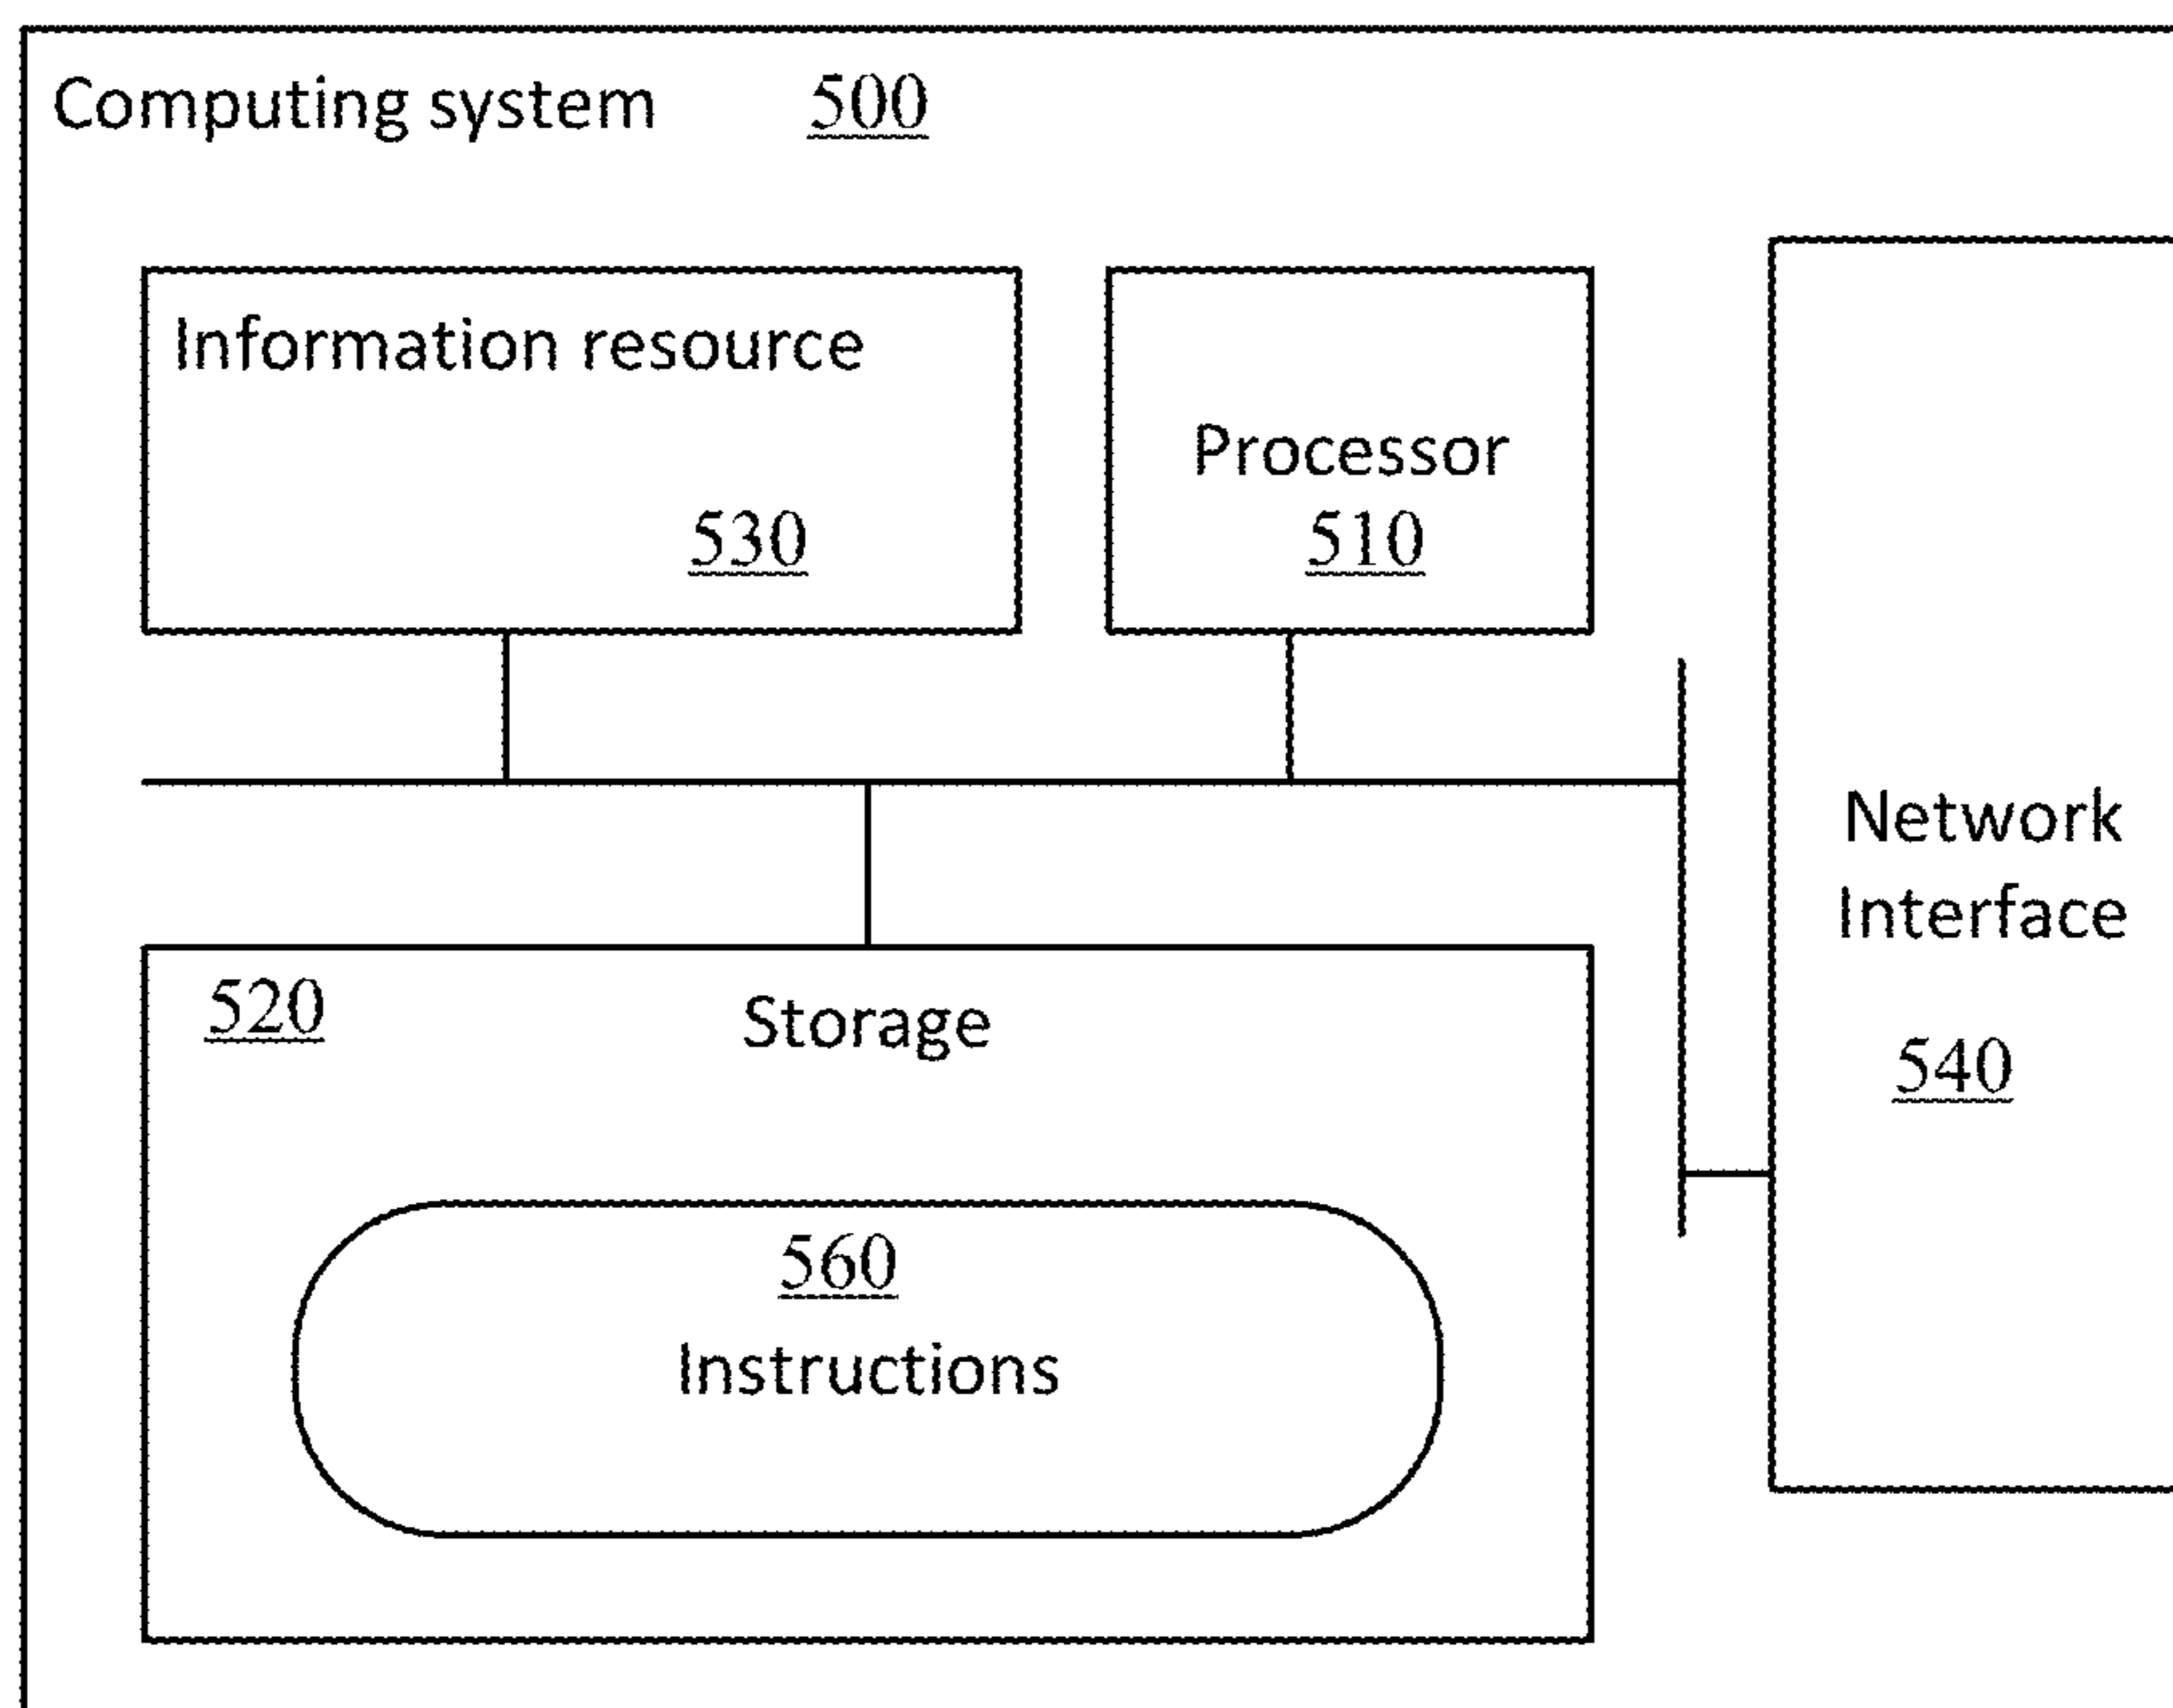 Computing system 500
Information resource
530
Processor
510
Network
Interface
540
520 Storage
560
Instructions